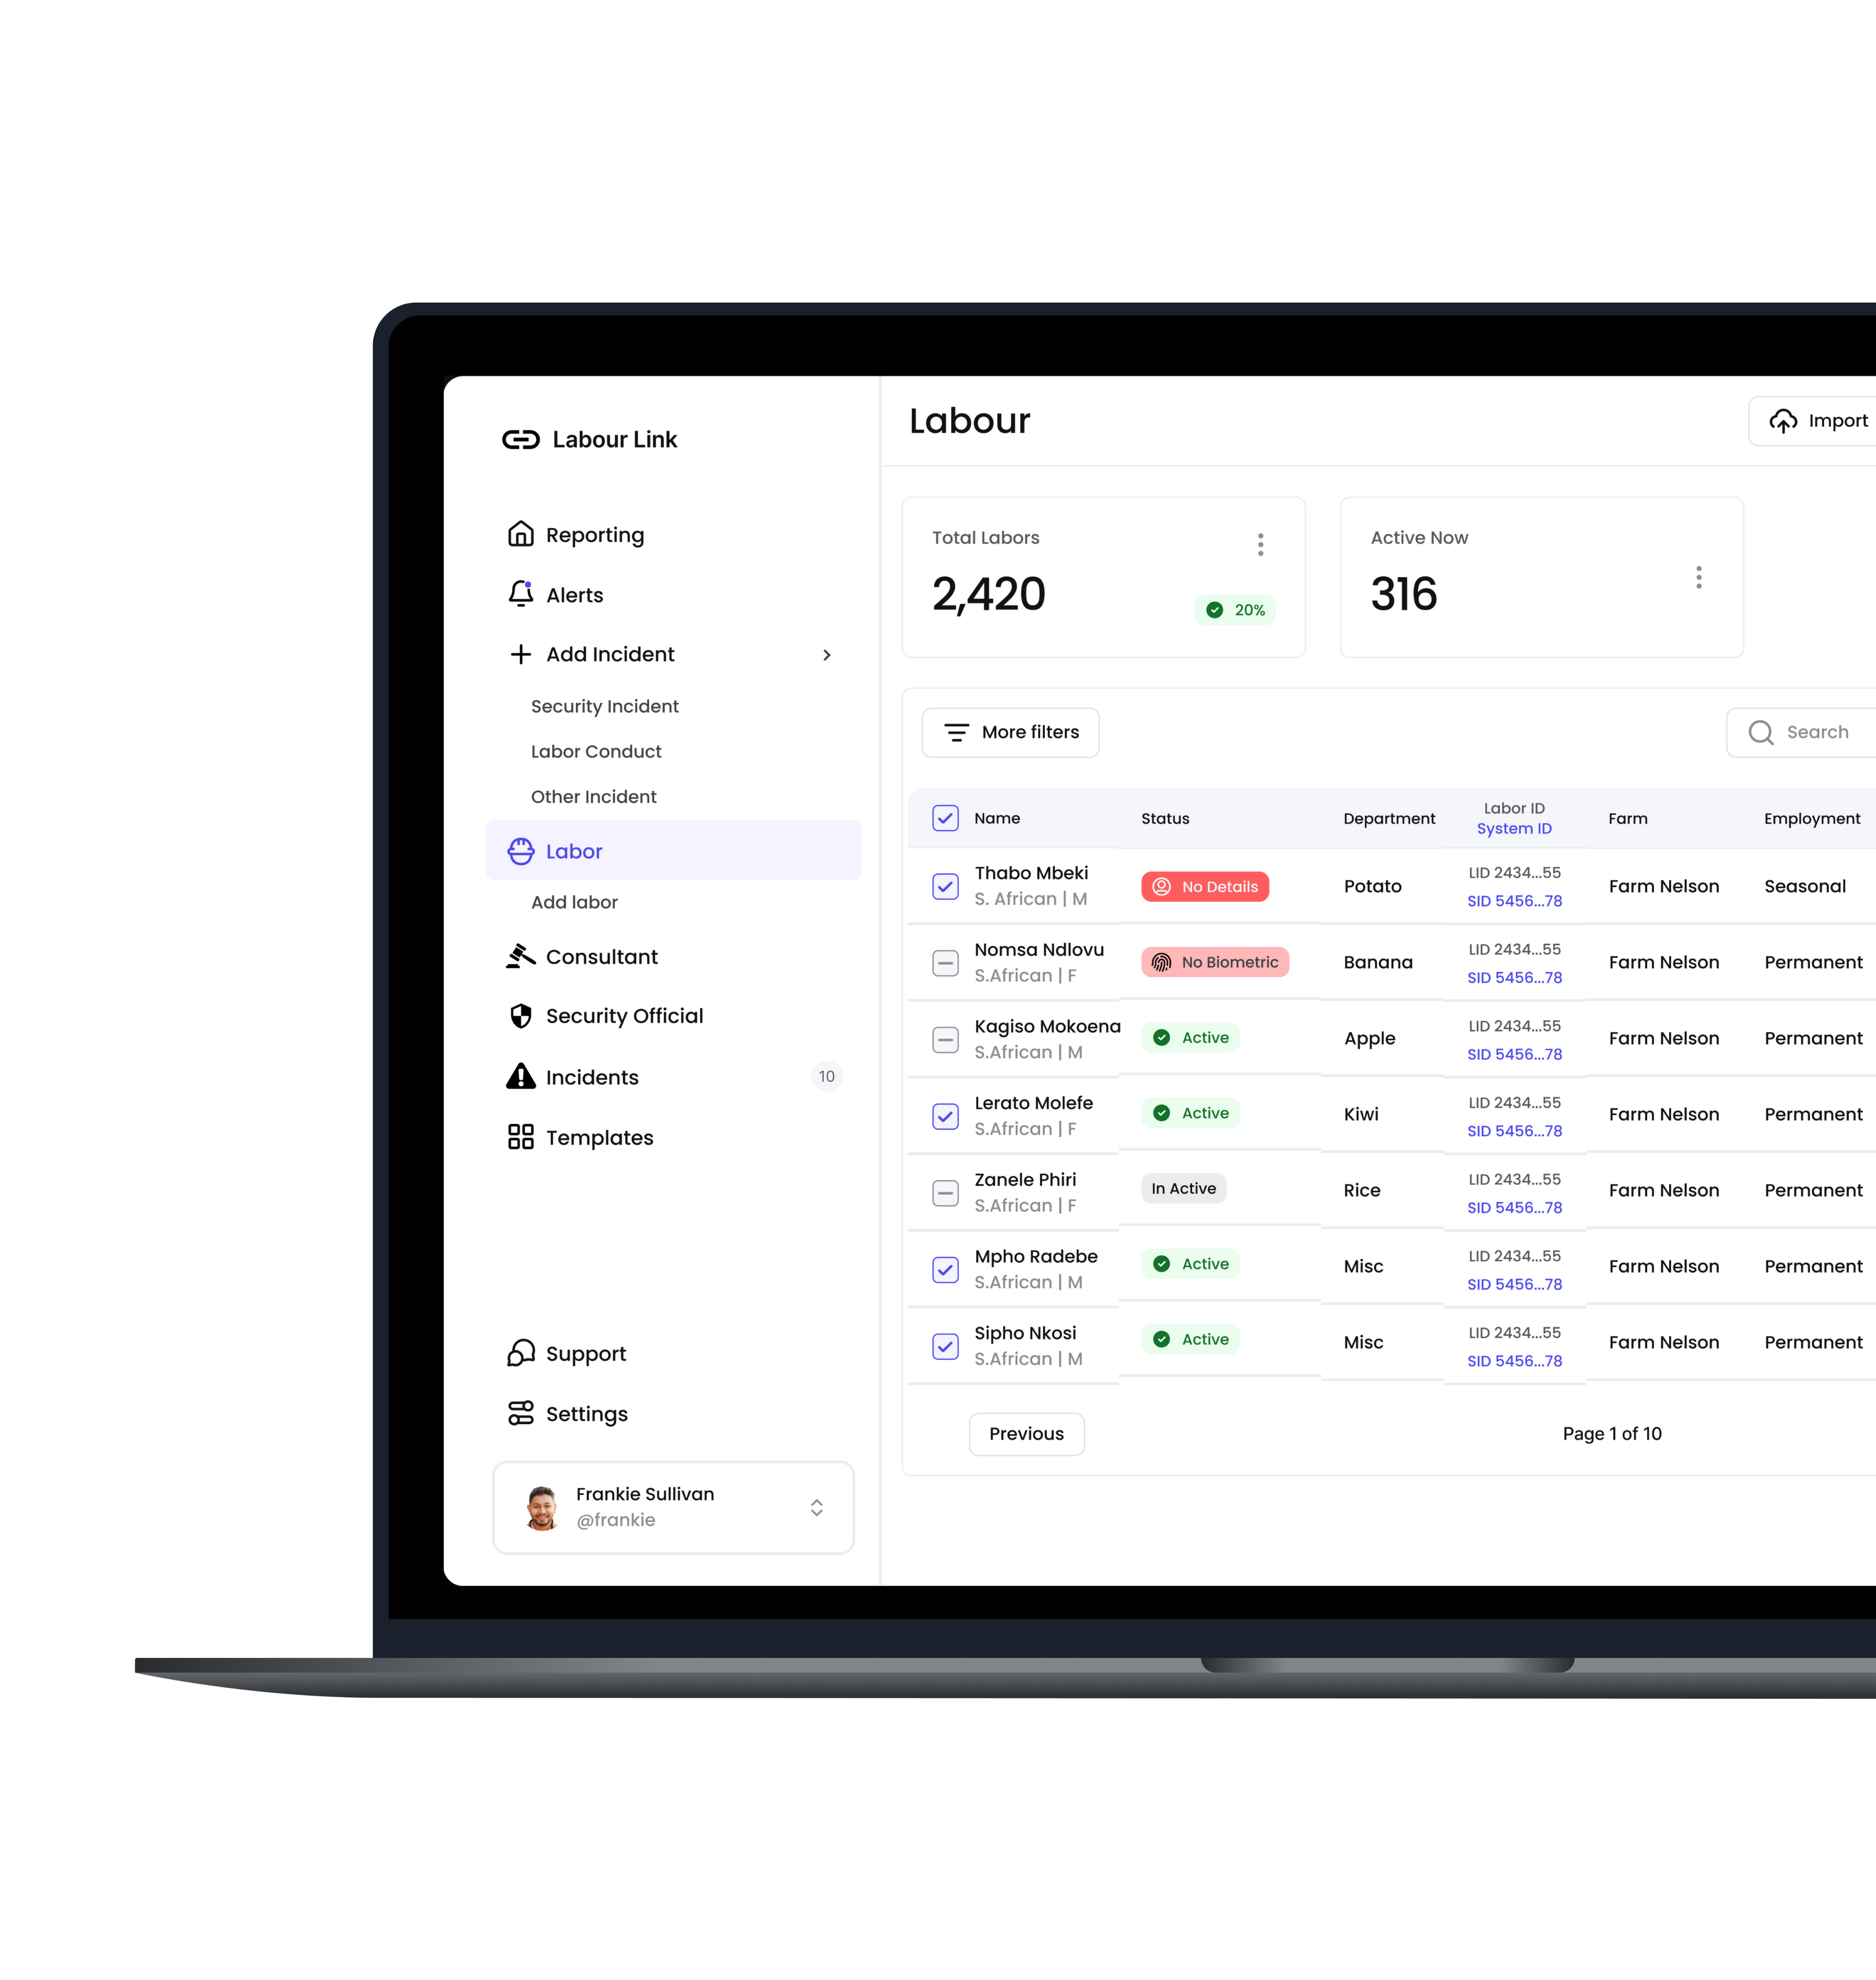 Labour Link
Reporting
Alerts
Add Incident
Security Incident
Labor Conduct
Other Incident
Labor
Add labor
Consultant
Security Official
Incidents 10
Templates
Support
Settings
Frankie Sullivan
@frankie
Labour
Import
Total Labors
2,420
20%
Active Now
316
More filters
Search
Name Status Department Labor ID Farm Employment
System ID
Thabo Mbeki No Details Potato LID 2434...55 Farm Nelson Seasonal
S. African | M SID 5456...78
Nomsa Ndlovu No Biometric Banana LID 2434...55 Farm Nelson Permanent
S.African | F SID 5456...78
Kagiso Mokoena Active Apple LID 2434...55 Farm Nelson Permanent
S.African | M SID 5456...78
Lerato Molefe Active Kiwi LID 2434...55 Farm Nelson Permanent
S.African | F SID 5456...78
Zanele Phiri In Active Rice LID 2434...55 Farm Nelson Permanent
S.African | F SID 5456...78
Mpho Radebe Active Misc LID 2434...55 Farm Nelson Permanent
S.African | M SID 5456...78
Sipho Nkosi Active Misc LID 2434...55 Farm Nelson Permanent
S.African | M SID 5456...78
Previous Page 1 of 10